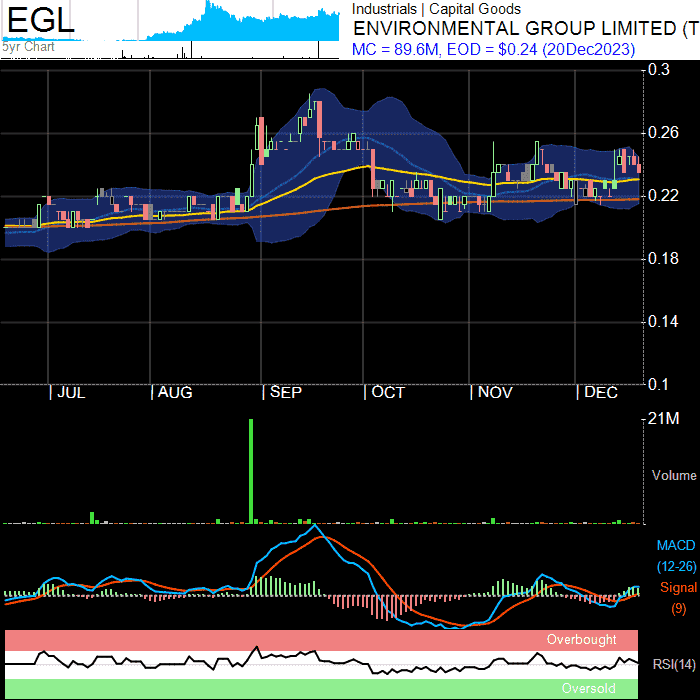 EGL
5yr Chart
Industrials | Capital Goods
ENVIRONMENTAL GROUP LIMITED (T
MC = 89.6M, EOD = $0.24 (20Dec2023)
0.3
0.26
0.22
0.18
0.14
0.1
| JUL | AUG | SEP | OCT | NOV | DEC
21M
Volume
MACD
(12-26)
Signal
(9)
Overbought
RSI(14)
Oversold